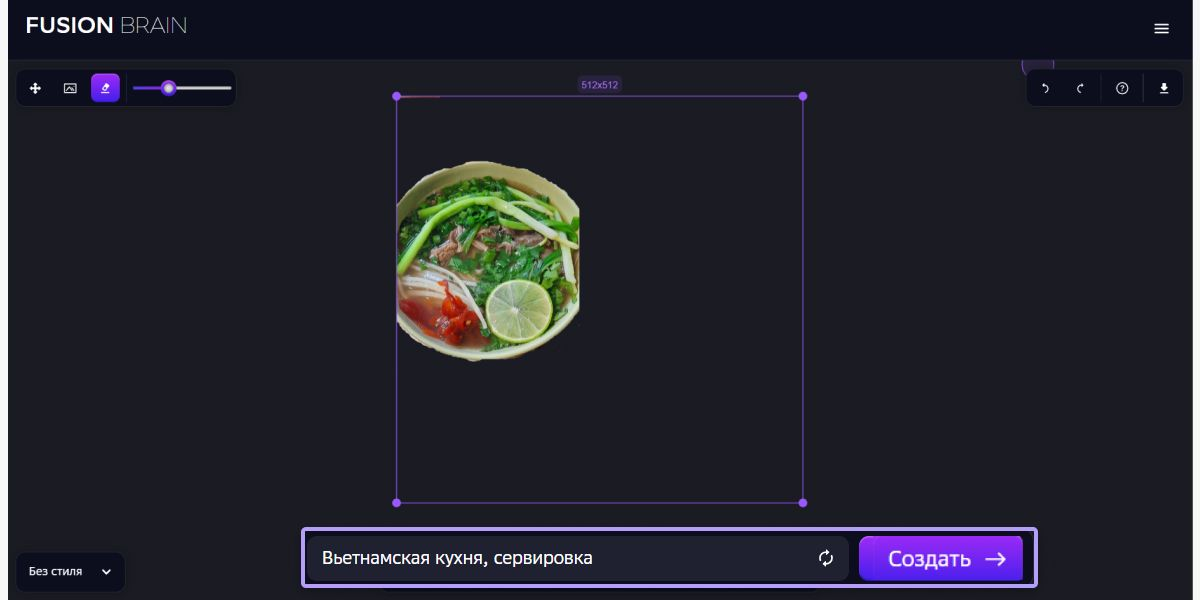 FUSION BRAIN
512x512
Вьетнамская кухня, сервировка
Создать →
Без стиля